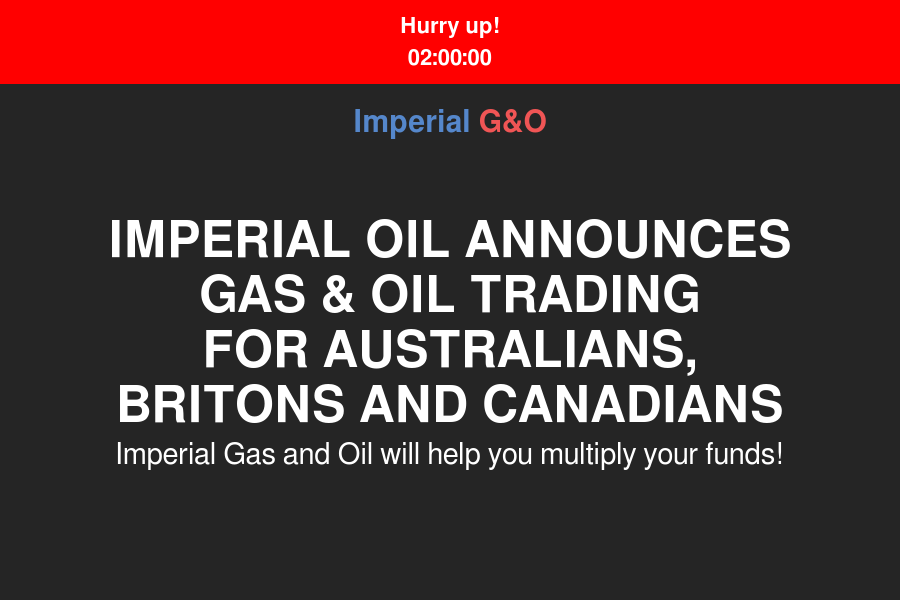 Hurry up!
02:00:00
Imperial G&O
IMPERIAL OIL ANNOUNCES
GAS & OIL TRADING
FOR AUSTRALIANS,
BRITONS AND CANADIANS
Imperial Gas and Oil will help you multiply your funds!